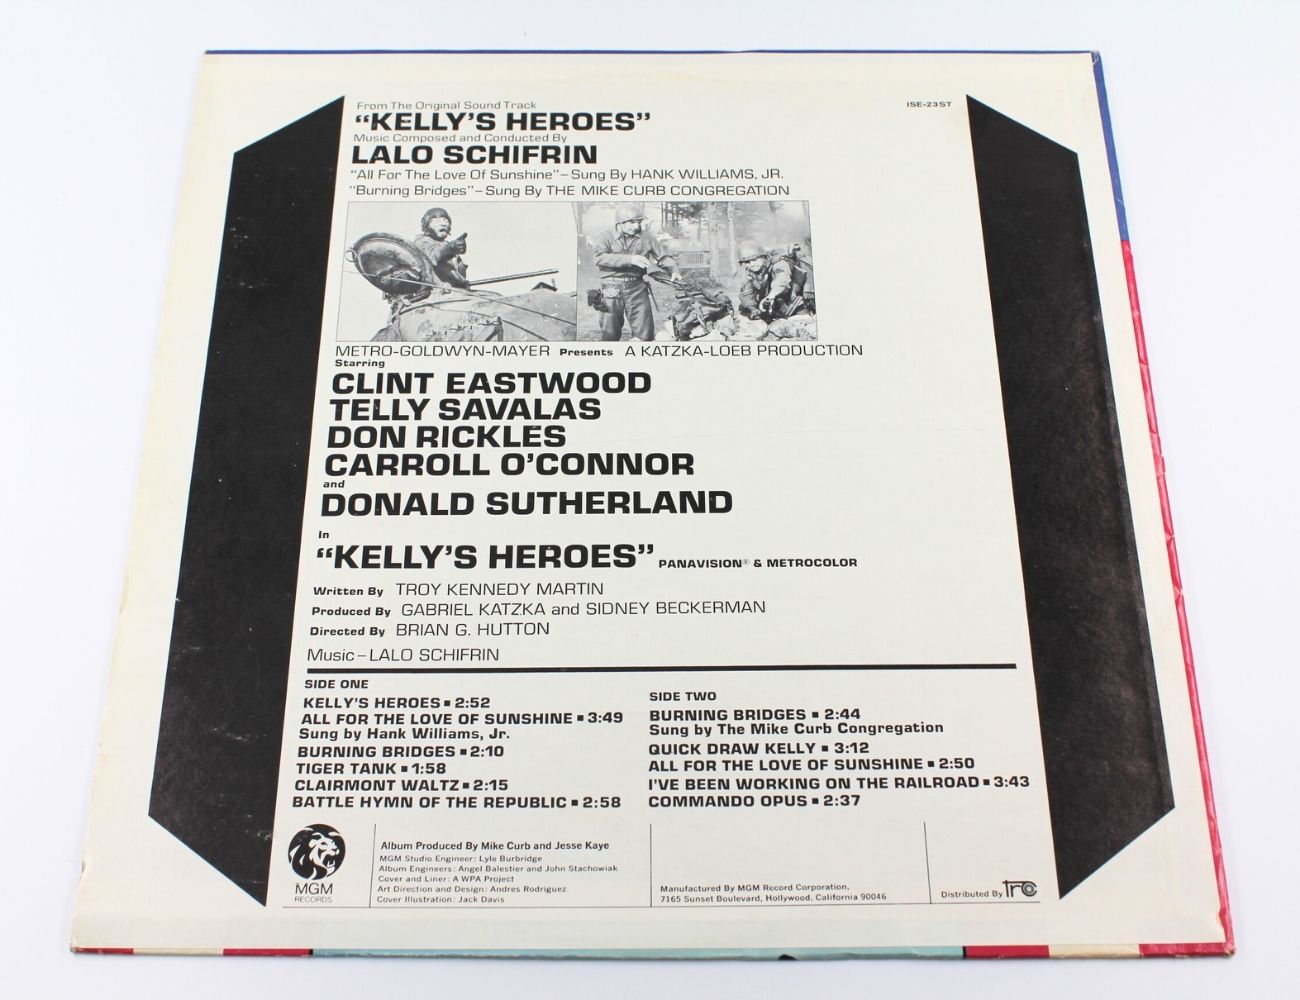 From The Original Sound Track
"KELLY'S HEROES"
ISE-23 ST
Music Composed and Conducted By
LALO SCHIFRIN
"All For The Love Of Sunshine"–Sung By HANK WILLIAMS, JR.
"Burning Bridges"–Sung By THE MIKE CURB CONGREGATION
METRO-GOLDWYN-MAYER Presents A KATZKA-LOEB PRODUCTION
Starring
CLINT EASTWOOD
TELLY SAVALAS
DON RICKLES
CARROLL O'CONNOR
and
DONALD SUTHERLAND
In
"KELLY'S HEROES" PANAVISION® & METROCOLOR
Written By TROY KENNEDY MARTIN
Produced By GABRIEL KATZKA and SIDNEY BECKERMAN
Directed By BRIAN G. HUTTON
Music–LALO SCHIFRIN
SIDE ONE
KELLY'S HEROES ▪ 2:52
ALL FOR THE LOVE OF SUNSHINE ▪ 3:49
Sung by Hank Williams, Jr.
BURNING BRIDGES ▪ 2:10
TIGER TANK ▪ 1:58
CLAIRMONT WALTZ ▪ 2:15
BATTLE HYMN OF THE REPUBLIC ▪ 2:58
SIDE TWO
BURNING BRIDGES ▪ 2:44
Sung by The Mike Curb Congregation
QUICK DRAW KELLY ▪ 3:12
ALL FOR THE LOVE OF SUNSHINE ▪ 2:50
I'VE BEEN WORKING ON THE RAILROAD ▪ 3:43
COMMANDO OPUS ▪ 2:37
MGM
RECORDS
Album Produced By Mike Curb and Jesse Kaye
MGM Studio Engineer: Lyle Burbridge
Album Engineers: Angel Balestier and John Stachowiak
Cover and Liner: A WPA Project
Art Direction and Design: Andres Rodriguez
Cover Illustration: Jack Davis
Manufactured By MGM Record Corporation,
7165 Sunset Boulevard, Hollywood, California 90046
Distributed By TRC